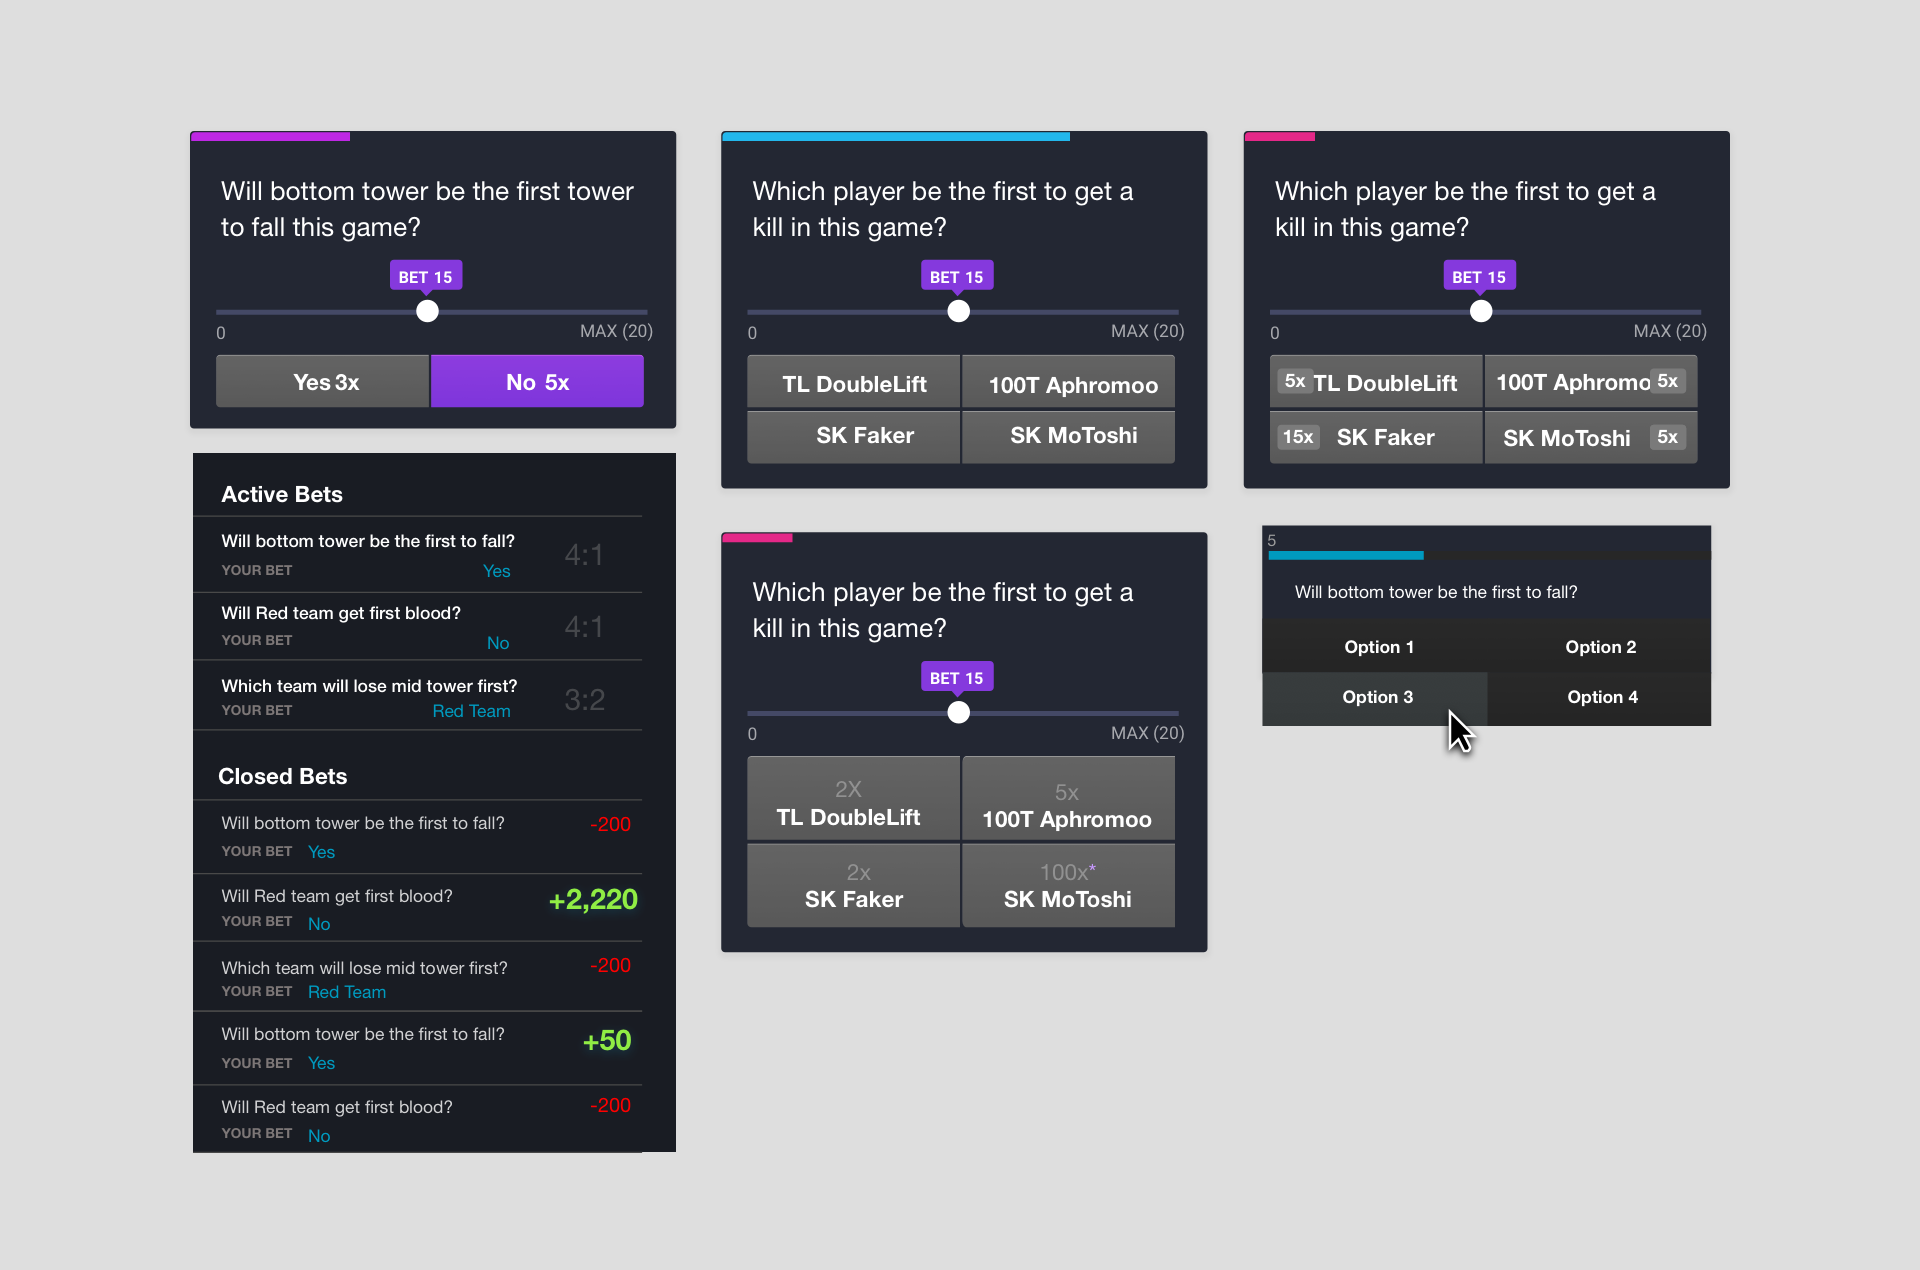 Will bottom tower be the first tower
to fall this game?
BET 15
0 MAX (20)
Yes 3x No 5x
Active Bets
Will bottom tower be the first to fall?
YOUR BET Yes 4:1
Will Red team get first blood?
YOUR BET No 4:1
Which team will lose mid tower first?
YOUR BET Red Team 3:2
Closed Bets
Will bottom tower be the first to fall? -200
YOUR BET Yes
Will Red team get first blood? +2,220
YOUR BET No
Which team will lose mid tower first? -200
YOUR BET Red Team
Will bottom tower be the first to fall? +50
YOUR BET Yes
Will Red team get first blood? -200
YOUR BET No
Which player be the first to get a
kill in this game?
BET 15
0 MAX (20)
TL DoubleLift 100T Aphromoo
SK Faker SK MoToshi
Which player be the first to get a
kill in this game?
BET 15
0 MAX (20)
2X 5x
TL DoubleLift 100T Aphromoo
2x 100x*
SK Faker SK MoToshi
Which player be the first to get a
kill in this game?
BET 15
0 MAX (20)
5x TL DoubleLift 100T Aphromo 5x
15x SK Faker SK MoToshi 5x
5
Will bottom tower be the first to fall?
Option 1 Option 2
Option 3 Option 4